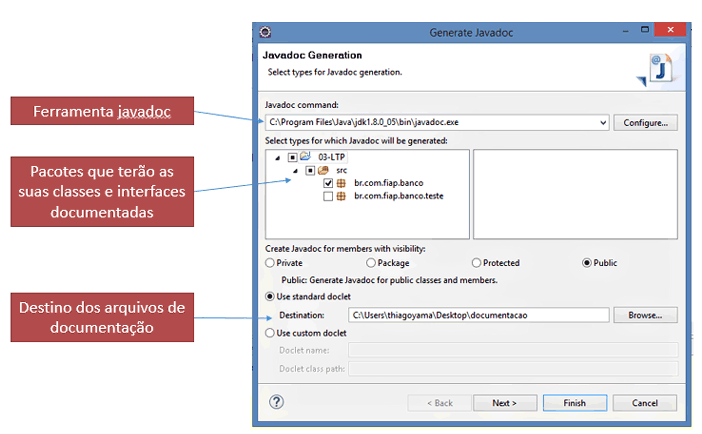 Generate Javadoc
Javadoc Generation
Select types for Javadoc generation.
Javadoc command:
C:\Program Files\Java\jdk1.8.0_05\bin\javadoc.exe
Configure...
Select types for which Javadoc will be generated:
03-LTP
src
br.com.fiap.banco
br.com.fiap.banco.teste
Create Javadoc for members with visibility:
Private
Package
Protected
Public
Public: Generate Javadoc for public classes and members.
Use standard doclet
Destination:
C:\Users\thiagoyama\Desktop\documentacao
Browse...
Use custom doclet
Doclet name:
Doclet class path:
< Back
Next >
Finish
Cancel
Ferramenta javadoc
Pacotes que terão as
suas classes e interfaces
documentadas
Destino dos arquivos de
documentação